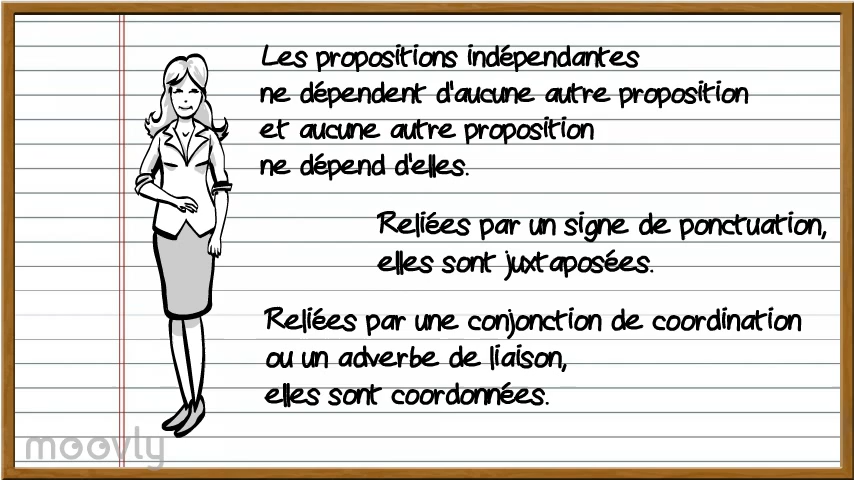 Les propositions indépendantes
ne dépendent d'aucune autre proposition
et aucune autre proposition
ne dépend d'elles.
Reliées par un signe de ponctuation,
elles sont juxtaposées.
Reliées par une conjonction de coordination
ou un adverbe de liaison,
elles sont coordonnées.
moovly